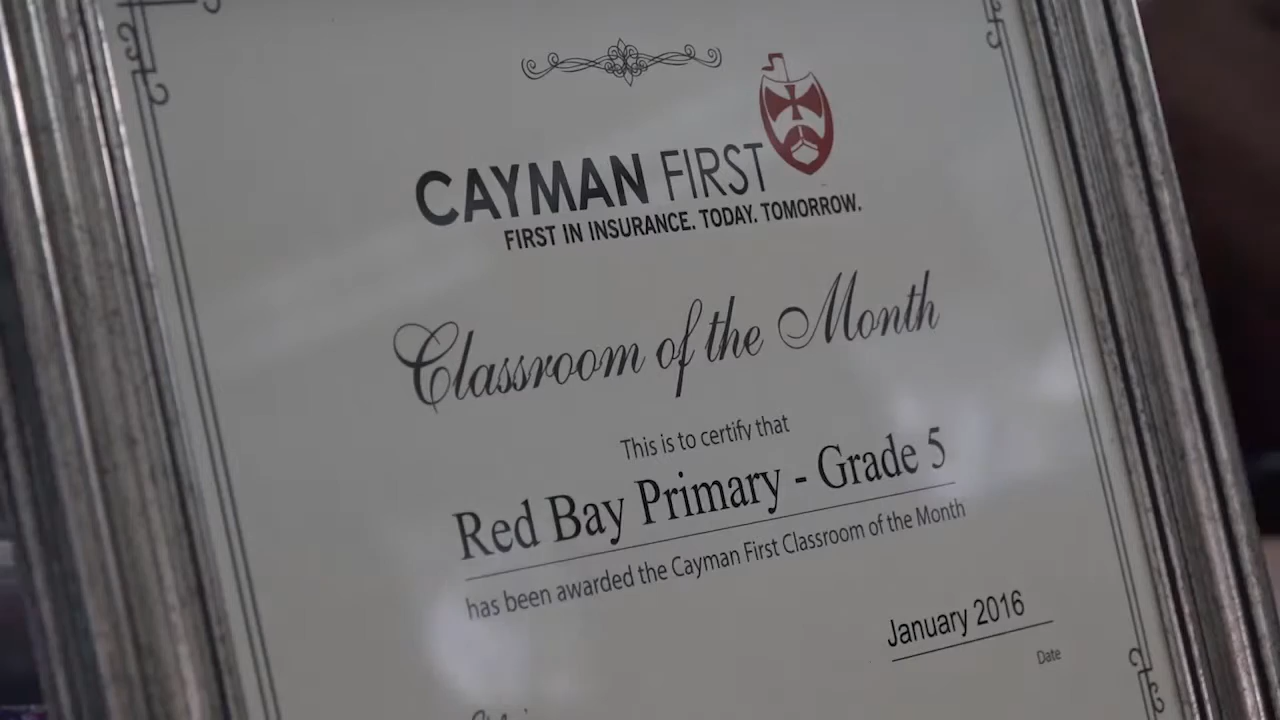 CAYMAN FIRST
FIRST IN INSURANCE. TODAY. TOMORROW.
Classroom of the Month
This is to certify that
Red Bay Primary - Grade 5
has been awarded the Cayman First Classroom of the Month
January 2016
Date